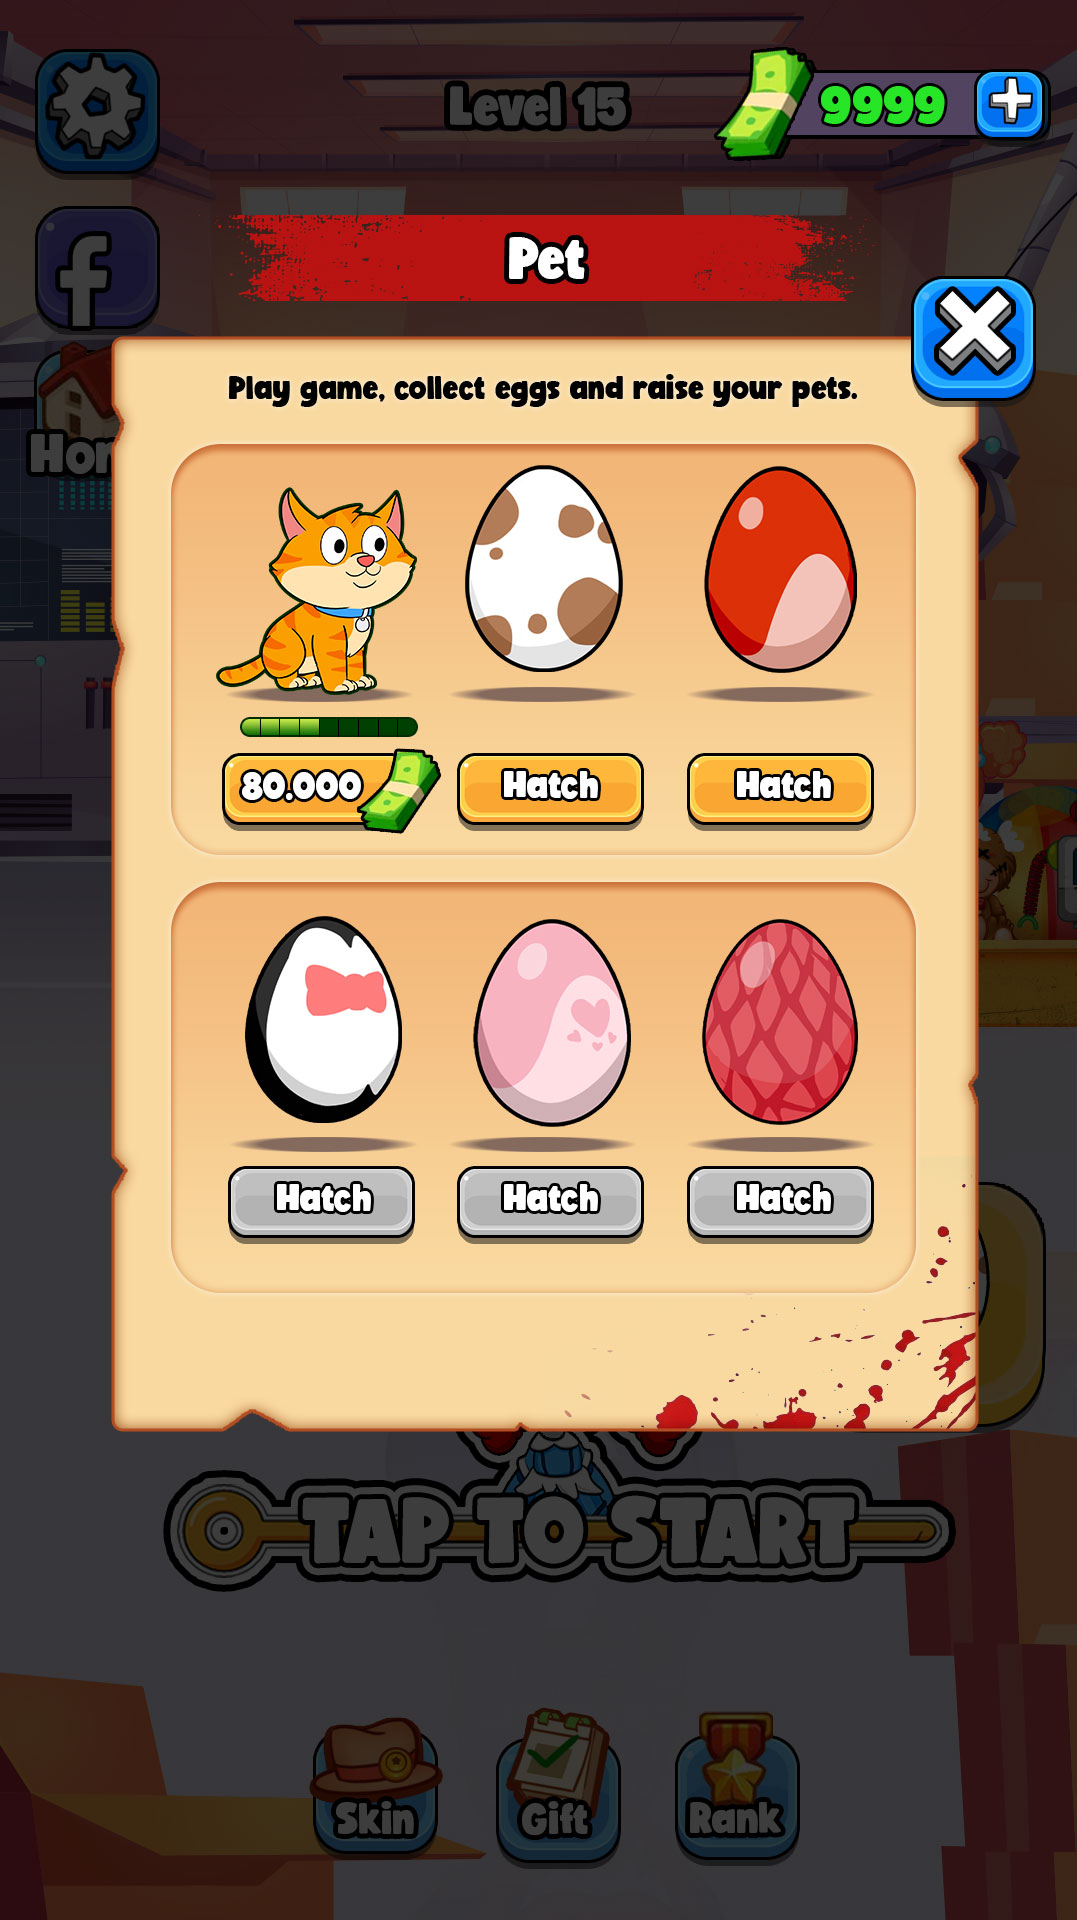 Level 15
9999
Pet
Play game, collect eggs and raise your pets.
Hor
80.000
Hatch
Hatch
Hatch
Hatch
Hatch
TAP TO START
Skin
Gift
Rank